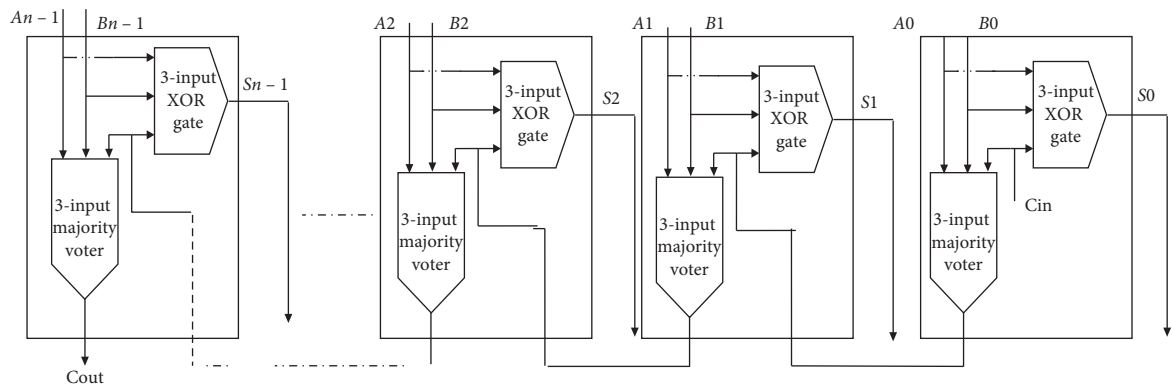 An – 1
Bn – 1
3-input
XOR
gate
Sn – 1
3-input
majority
voter
Cout
A2
B2
3-input
XOR
gate
S2
3-input
majority
voter
A1
B1
3-input
XOR
gate
S1
3-input
majority
voter
A0
B0
3-input
XOR
gate
S0
Cin
3-input
majority
voter